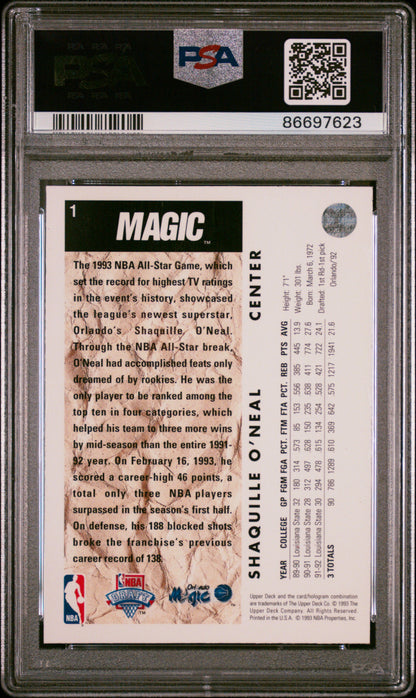 PSA
PSA
PSA
PSA
PSA
86697623
1
MAGIC™
The 1993 NBA All-Star Game, which
set the record for highest TV ratings
in the event's history, showcased
the league's newest superstar,
Orlando's Shaquille O'Neal.
Through the NBA All-Star break,
O'Neal had accomplished feats only
dreamed of by rookies. He was the
only player to be ranked among the
top ten in four categories, which
helped his team to three more wins
by mid-season than the entire 1991-
92 year. On February 16, 1993, he
scored a career-high 46 points, a
total only three NBA players
surpassed in the season's first half.
On defense, his 188 blocked shots
broke the franchise's previous
career record of 138.
NBA
NBA
DRAFT
Orlando
Magic
SHAQUILLE O'NEAL CENTER
Height: 7'1"
Weight: 301 lbs.
Born: March 6, 1972
Drafted: 1st Rd-1st pick
Orlando/'92
YEAR COLLEGE GP FGM FGA PCT. FTM FTA PCT. REB PTS AVG
89-90 Louisiana State 32 180 314 573 85 153 556 385 445 13.9
90-91 Louisiana State 28 312 497 628 150 235 638 411 774 27.6
91-92 Louisiana State 30 294 478 615 134 254 528 421 722 24.1
3 TOTALS 90 786 1289 610 369 642 575 1217 1941 21.6
Upper Deck and the card/hologram combination
are trademarks of The Upper Deck Co. © 1993 The
Upper Deck Company. All Rights Reserved.
Printed in the U.S.A. © 1993 NBA Properties, Inc.
PSA